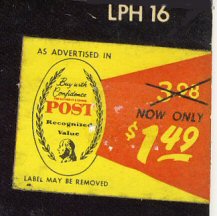 LPH 16
AS ADVERTISED IN
Buy with
Confidence
POST
Recognized
Value
3.98
NOW ONLY
$1.49
LABEL MAY BE REMOVED